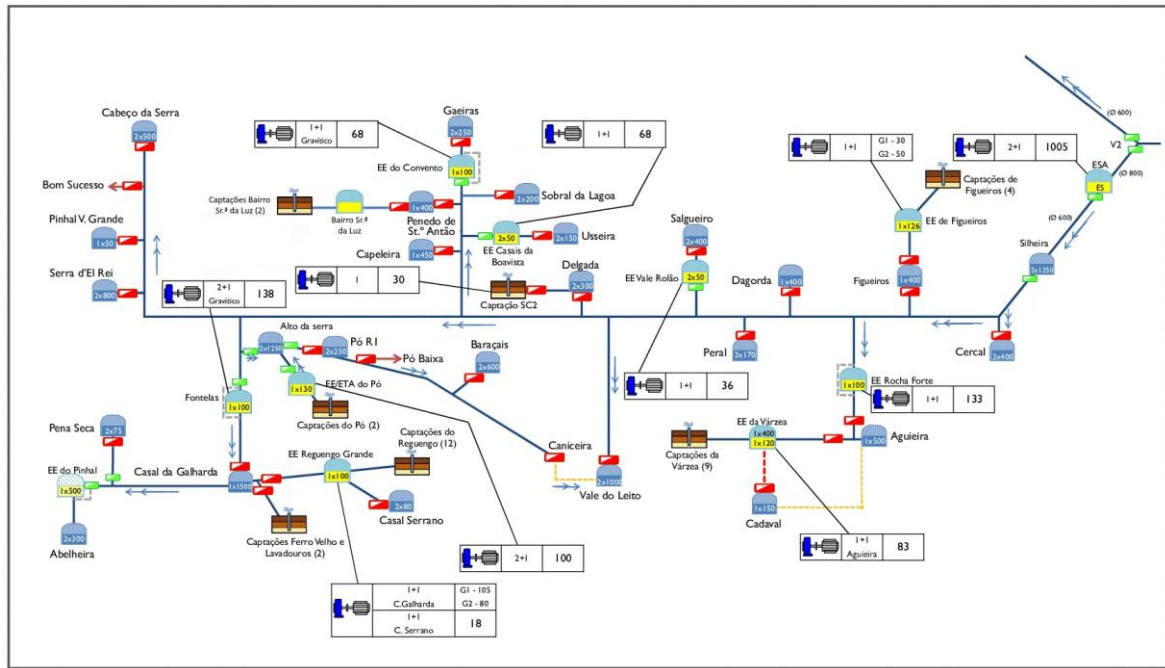 Cabeço da Serra
2x500
Bom Sucesso
Pinhal V. Grande
1x50
Serra d'El Rei
2x800
1+1
Gravítico
68
Gaeiras
2x250
EE do Convento
1x100
Captações Bairro
Sr.ª da Luz (2)
Bairro Sr.ª
da Luz
1x400
Penedo de
St.º Antão
2x200
Sobral da Lagoa
Capeleira
1x450
2x50
EE Casais da
Boavista
2x150
Usseira
1+1
68
1
30
Captação SC2
Delgada
2x300
2+1
Gravítico
138
Salgueiro
2x400
EE Vale Rolão
2x50
Dagorda
1x400
1+1
G1 - 30
G2 - 50
2+1
1005
Captações de
Figueiros (4)
EE de Figueiros
1x126
Figueiros
1x400
(Ø 600)
V2
ESA
ES
(Ø 800)
(Ø 600)
Silheira
2x1250
Cercal
2x400
Peral
2x170
Alto da serra
2x1250
Pó R1
2x250
Pó Baixa
Baraçais
2x600
EE/ETA do Pó
1x130
Captações do Pó (2)
Fontelas
1x100
1+1
36
EE Rocha Forte
1x100
1+1
133
Pena Seca
2x75
EE do Pinhal
1x500
Abelheira
2x300
Casal da Galharda
1x1500
Captações Ferro Velho e
Lavadouros (2)
EE Reguengo Grande
1x100
Captações do
Reguengo (12)
2x80
Casal Serrano
Caniceira
2x1000
Vale do Leito
Captações da
Várzea (9)
EE da Várzea
1x400
1x120
1x500
Aguieira
1x150
Cadaval
1+1
Aguieira
83
2+1
100
1+1
C.Galharda
G1 - 105
G2 - 80
1+1
C. Serrano
18